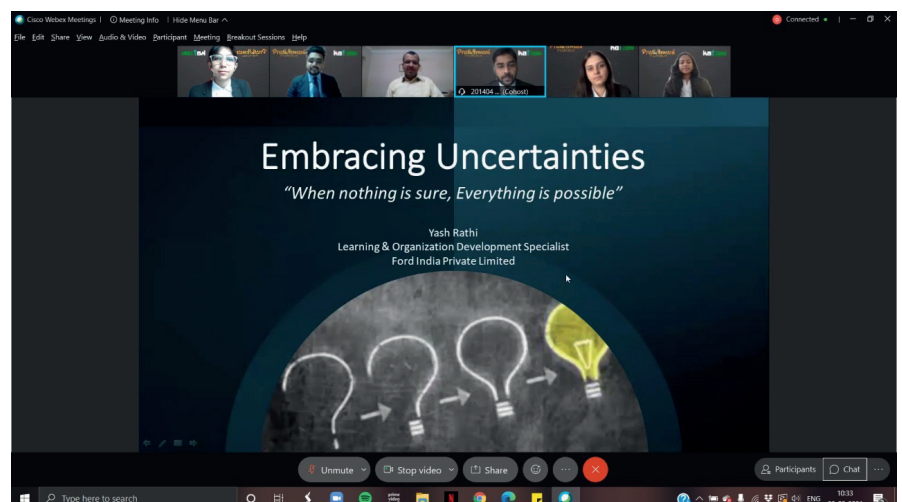 Cisco Webex Meetings | Meeting Info | Hide Menu Bar
Connected
File Edit Share View Audio & Video Participant Meeting Breakout Sessions Help
201404 ... (Cohost)
Embracing Uncertainties
“When nothing is sure, Everything is possible”
Yash Rathi
Learning & Organization Development Specialist
Ford India Private Limited
Unmute Stop video Share Participants Chat
Type here to search
ENG
10:33